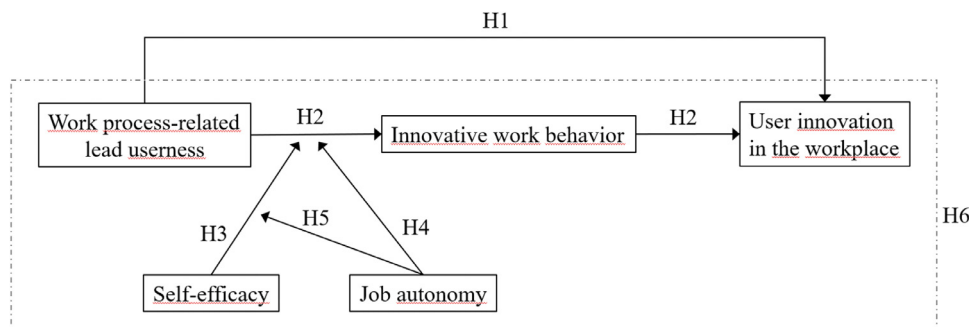 H1
Work process-related
lead userness
H2
Innovative work behavior
H2
User innovation
in the workplace
H3
H5
H4
H6
Self-efficacy
Job autonomy